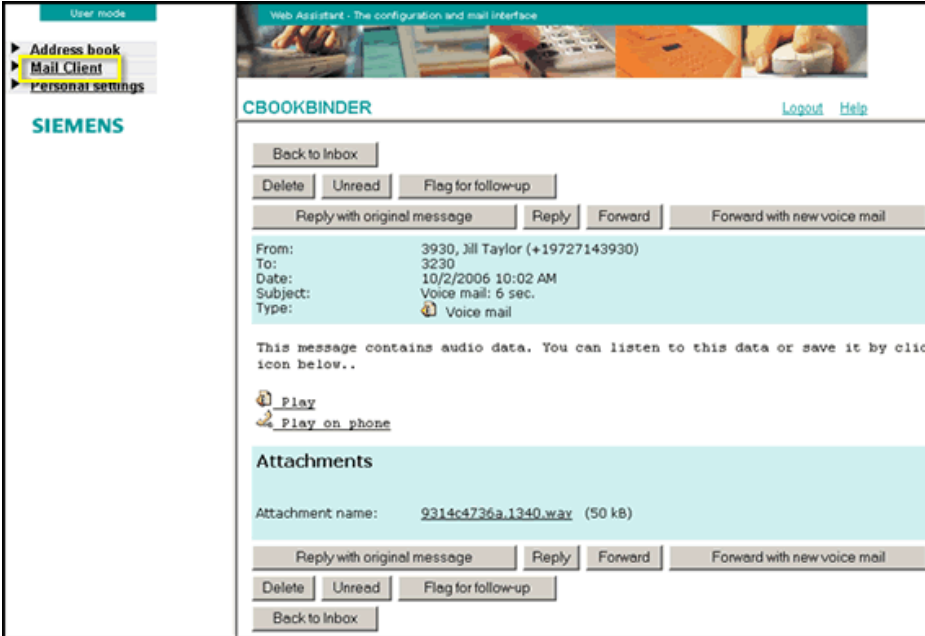 User mode
Web Assistant - The configuration and mail interface
Address book
Mail Client
Personal settings
SIEMENS
CBOOKBINDER
Logout Help
Back to Inbox
Delete Unread Flag for follow-up
Reply with original message Reply Forward Forward with new voice mail
From: 3930, Jill Taylor (+19727143930)
To: 3230
Date: 10/2/2006 10:02 AM
Subject: Voice mail: 6 sec.
Type: Voice mail
This message contains audio data. You can listen to this data or save it by clic
icon below..
Play
Play on phone
Attachments
Attachment name: 9314c4736a.1340.wav (50 kB)
Reply with original message Reply Forward Forward with new voice mail
Delete Unread Flag for follow-up
Back to Inbox